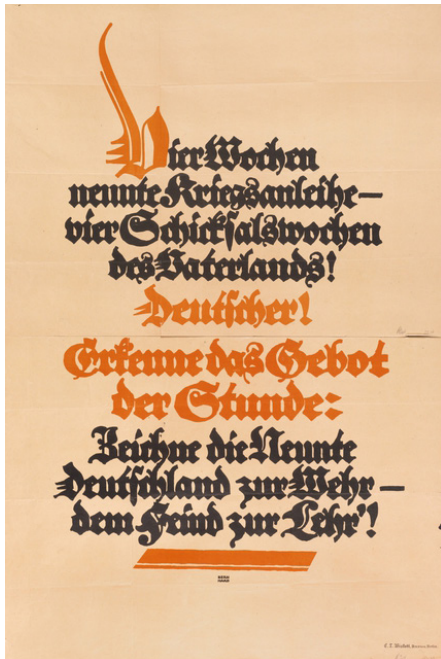 Vier Wochen
neunte Kriegsanleihe—
vier Schicksalswochen
des Vaterlands!
Deutscher!
Erkenne das Gebot
der Stunde:
Zeichne die Neunte
Deutschland zur Wehr—
dem Feind zur Lehr'!